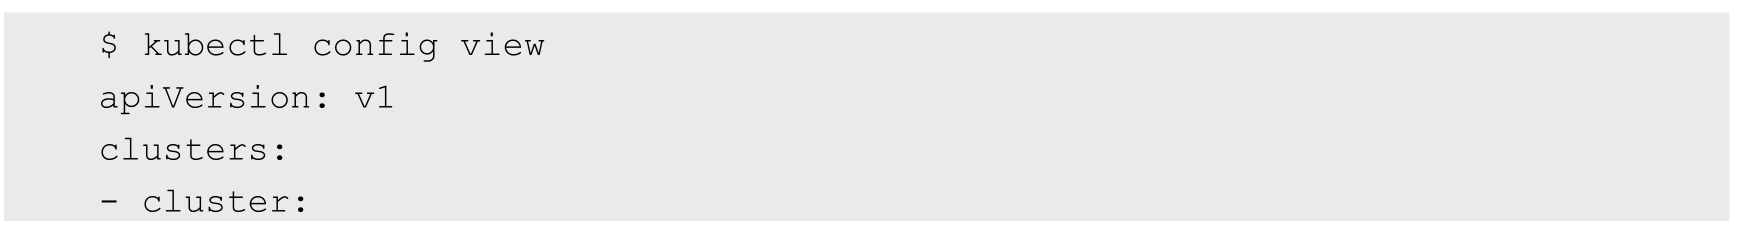 $ kubectl config view
apiVersion: v1
clusters:
- cluster: